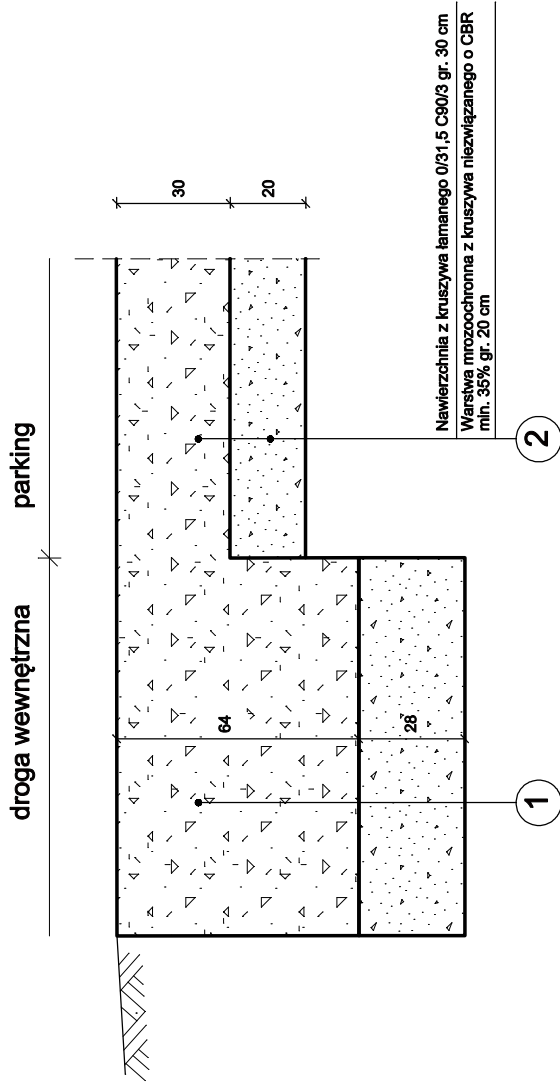 droga wewnętrzna
parking
30
20
64
28
1
2
Nawierzchnia z kruszywa łamanego 0/31,5 C90/3 gr. 30 cm
Warstwa mrozoochronna z kruszywa niezwiązanego o CBR
min. 35% gr. 20 cm